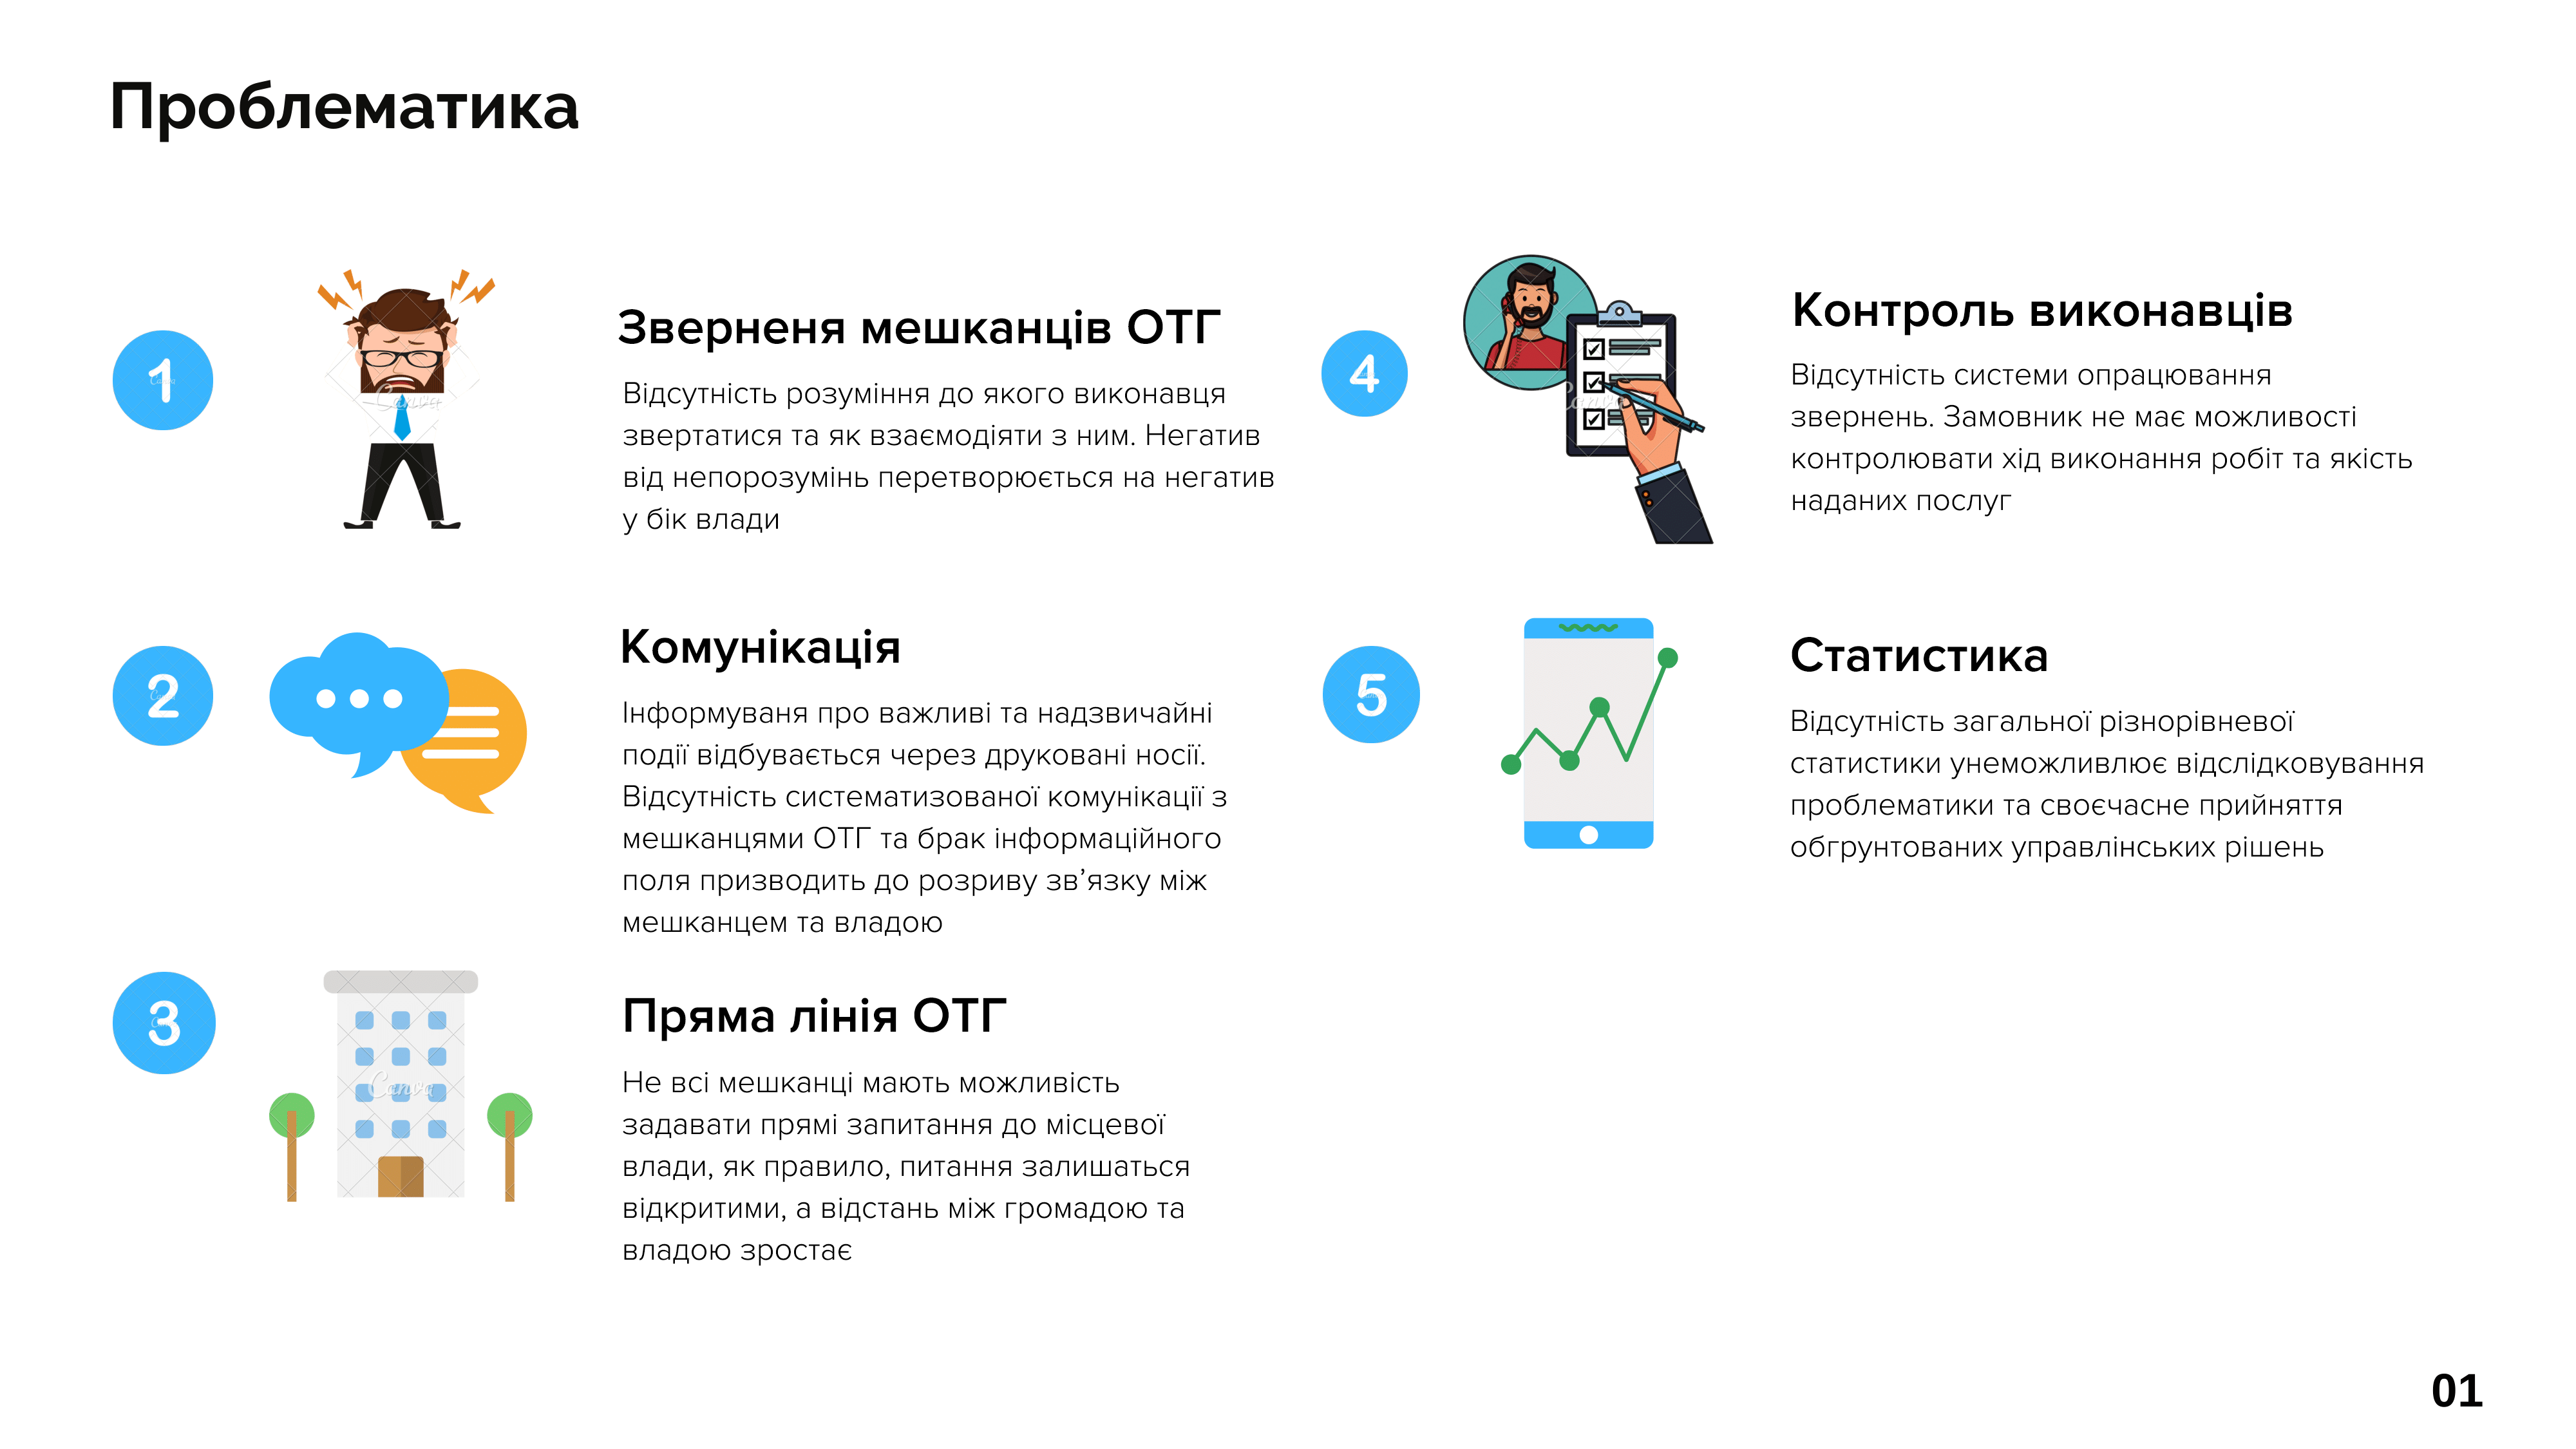 Проблематика
1
Зверненя мешканців ОТГ
Відсутність розуміння до якого виконавця
звертатися та як взаємодіяти з ним. Негатив
від непорозумінь перетворюється на негатив
у бік влади
2
Комунікація
Інформуваня про важливі та надзвичайні
події відбувається через друковані носії.
Відсутність систематизованої комунікації з
мешканцями ОТГ та брак інформаційного
поля призводить до розриву зв’язку між
мешканцем та владою
3
Пряма лінія ОТГ
Не всі мешканці мають можливість
задавати прямі запитання до місцевої
влади, як правило, питання залишаться
відкритими, а відстань між громадою та
владою зростає
4
Контроль виконавців
Відсутність системи опрацювання
звернень. Замовник не має можливості
контролювати хід виконання робіт та якість
наданих послуг
5
Статистика
Відсутність загальної різнорівневої
статистики унеможливлює відслідковування
проблематики та своєчасне прийняття
обгрунтованих управлінських рішень
Canva
Canva
Canva
01